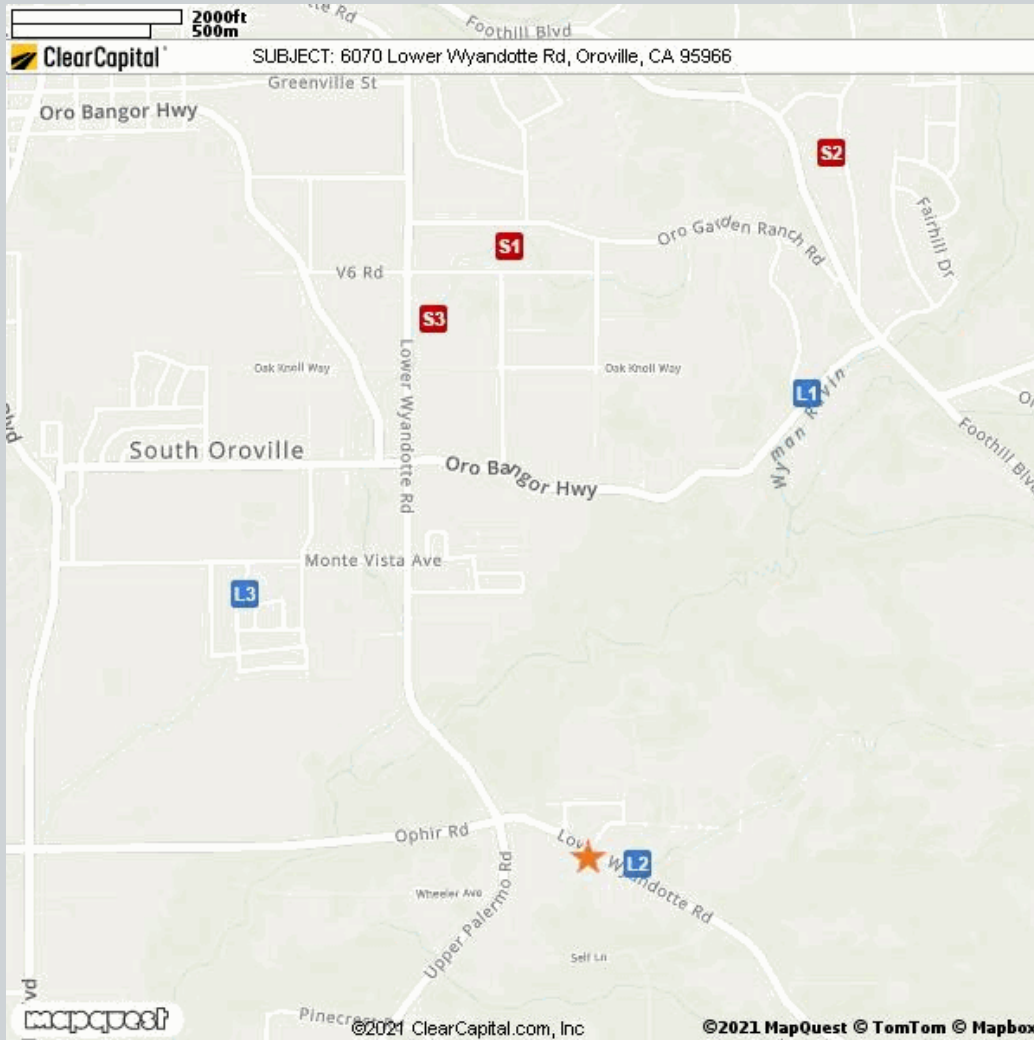 2000ft
500m
Foothill Blvd
ClearCapital
SUBJECT: 6070 Lower Wyandotte Rd, Oroville, CA 95966
Greenville St
Oro Bangor Hwy
S2
Fairhill Dr
Oro Garden Ranch Rd
S1
V6 Rd
S3
Oak Knoll Way
Lower Wyandotte Rd
Oak Knoll Way
L1
Wyman Ravin
Foothill Blvd
South Oroville
Oro Bangor Hwy
Monte Vista Ave
L3
Ophir Rd
Lower Wyandotte Rd
L2
Wheeler Ave
Upper Palermo Rd
Self Ln
mapquest
©2021 ClearCapital.com, Inc
©2021 MapQuest © TomTom © Mapbox